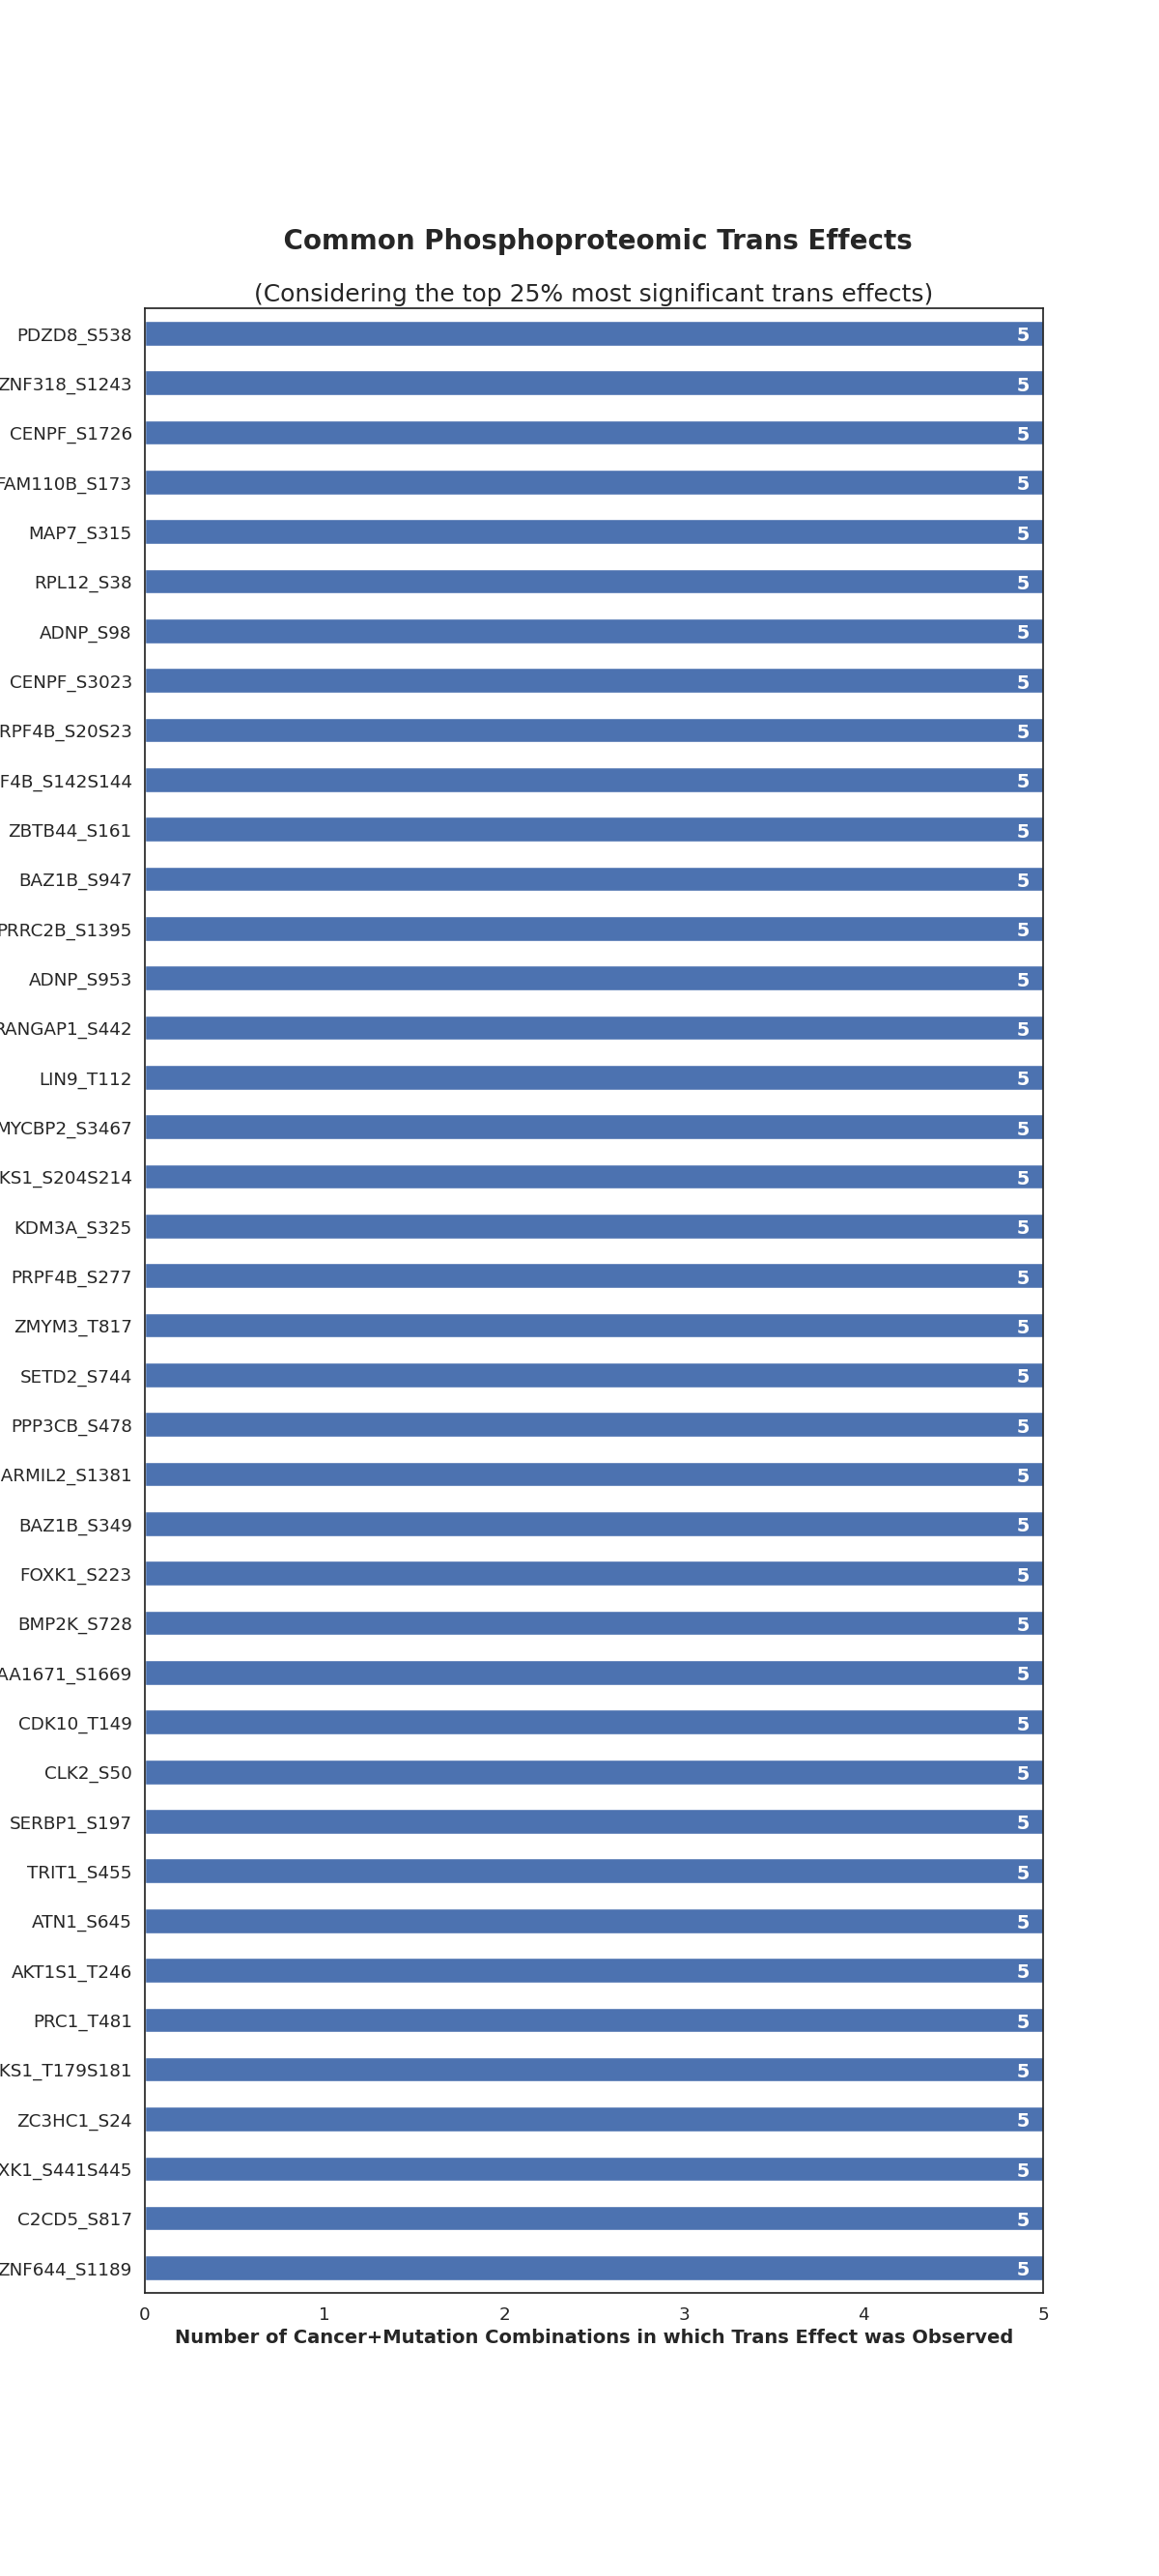 Common Phosphoproteomic Trans Effects
(Considering the top 25% most significant trans effects)
PDZD8_S538 5
ZNF318_S1243 5
CENPF_S1726 5
FAM110B_S173 5
MAP7_S315 5
RPL12_S38 5
ADNP_S98 5
CENPF_S3023 5
RPF4B_S20S23 5
F4B_S142S144 5
ZBTB44_S161 5
BAZ1B_S947 5
PRRC2B_S1395 5
ADNP_S953 5
RANGAP1_S442 5
LIN9_T112 5
MYCBP2_S3467 5
KS1_S204S214 5
KDM3A_S325 5
PRPF4B_S277 5
ZMYM3_T817 5
SETD2_S744 5
PPP3CB_S478 5
ARMIL2_S1381 5
BAZ1B_S349 5
FOXK1_S223 5
BMP2K_S728 5
AA1671_S1669 5
CDK10_T149 5
CLK2_S50 5
SERBP1_S197 5
TRIT1_S455 5
ATN1_S645 5
AKT1S1_T246 5
PRC1_T481 5
KS1_T179S181 5
ZC3HC1_S24 5
XK1_S441S445 5
C2CD5_S817 5
ZNF644_S1189 5
0 1 2 3 4 5
Number of Cancer+Mutation Combinations in which Trans Effect was Observed